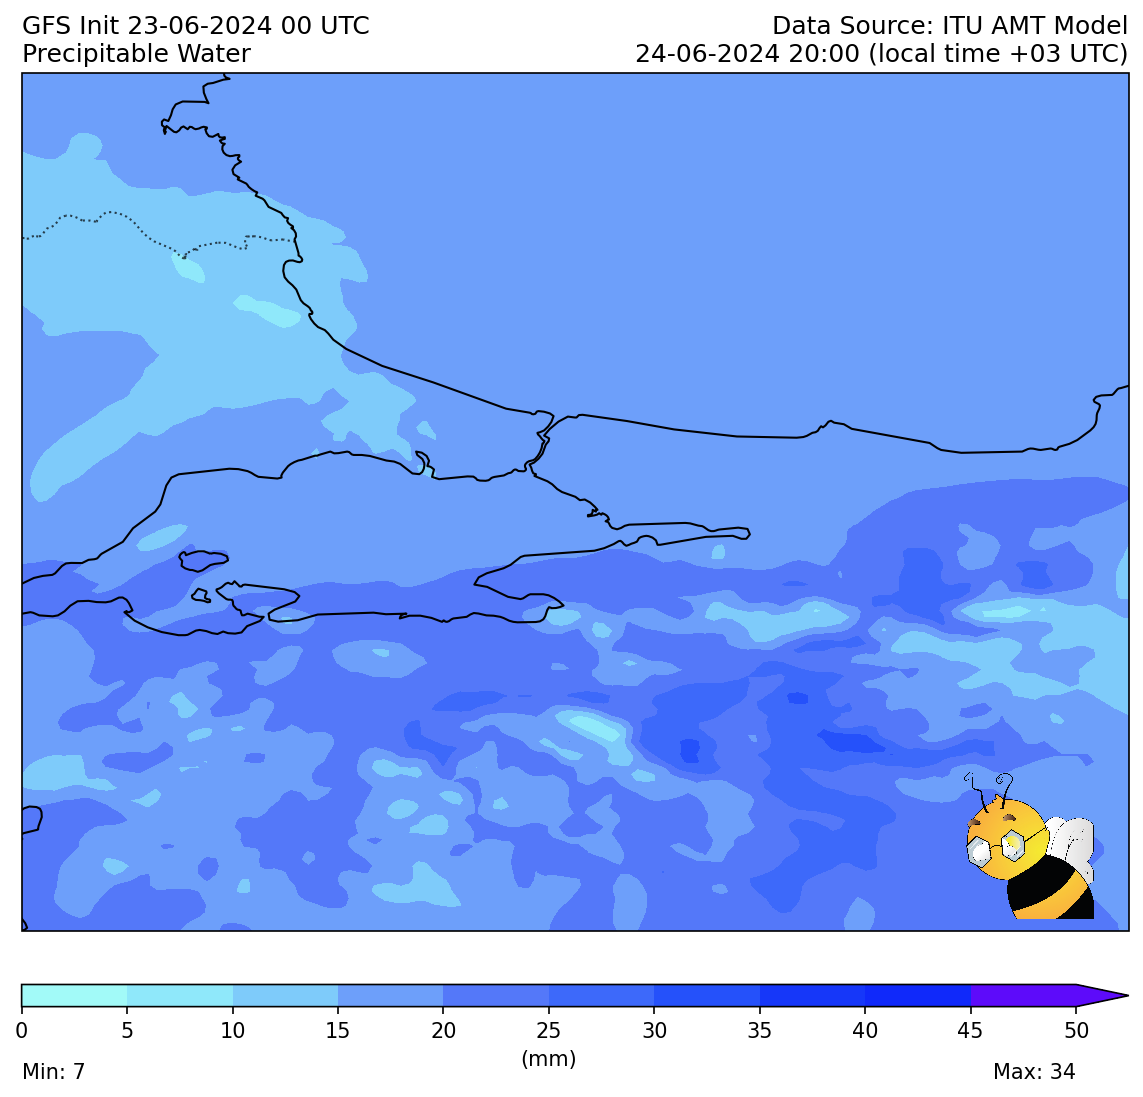 GFS Init 23-06-2024 00 UTC
Data Source: ITU AMT Model
Precipitable Water
24-06-2024 20:00 (local time +03 UTC)
0 5 10 15 20 25 30 35 40 45 50
(mm)
Min: 7
Max: 34